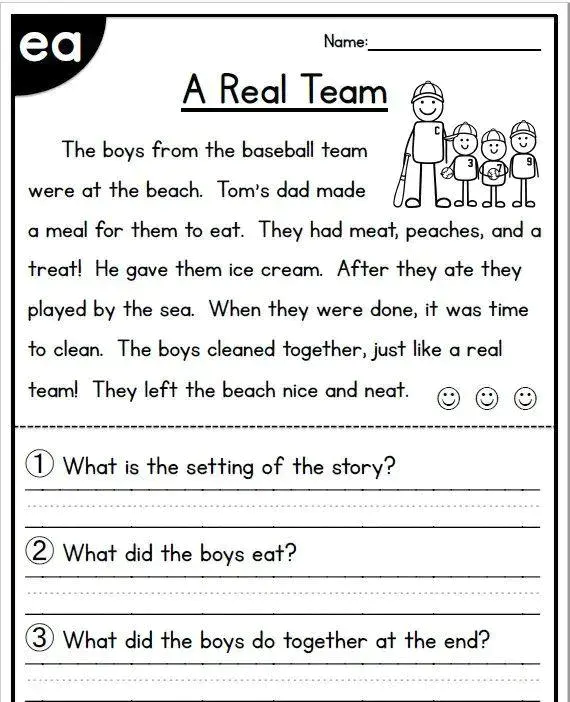 ea
Name:
A Real Team
C
3
7
9
The boys from the baseball team
were at the beach. Tom's dad made
a meal for them to eat. They had meat, peaches, and a
treat! He gave them ice cream. After they ate they
played by the sea. When they were done, it was time
to clean. The boys cleaned together, just like a real
team! They left the beach nice and neat.
1 What is the setting of the story?
2 What did the boys eat?
3 What did the boys do together at the end?